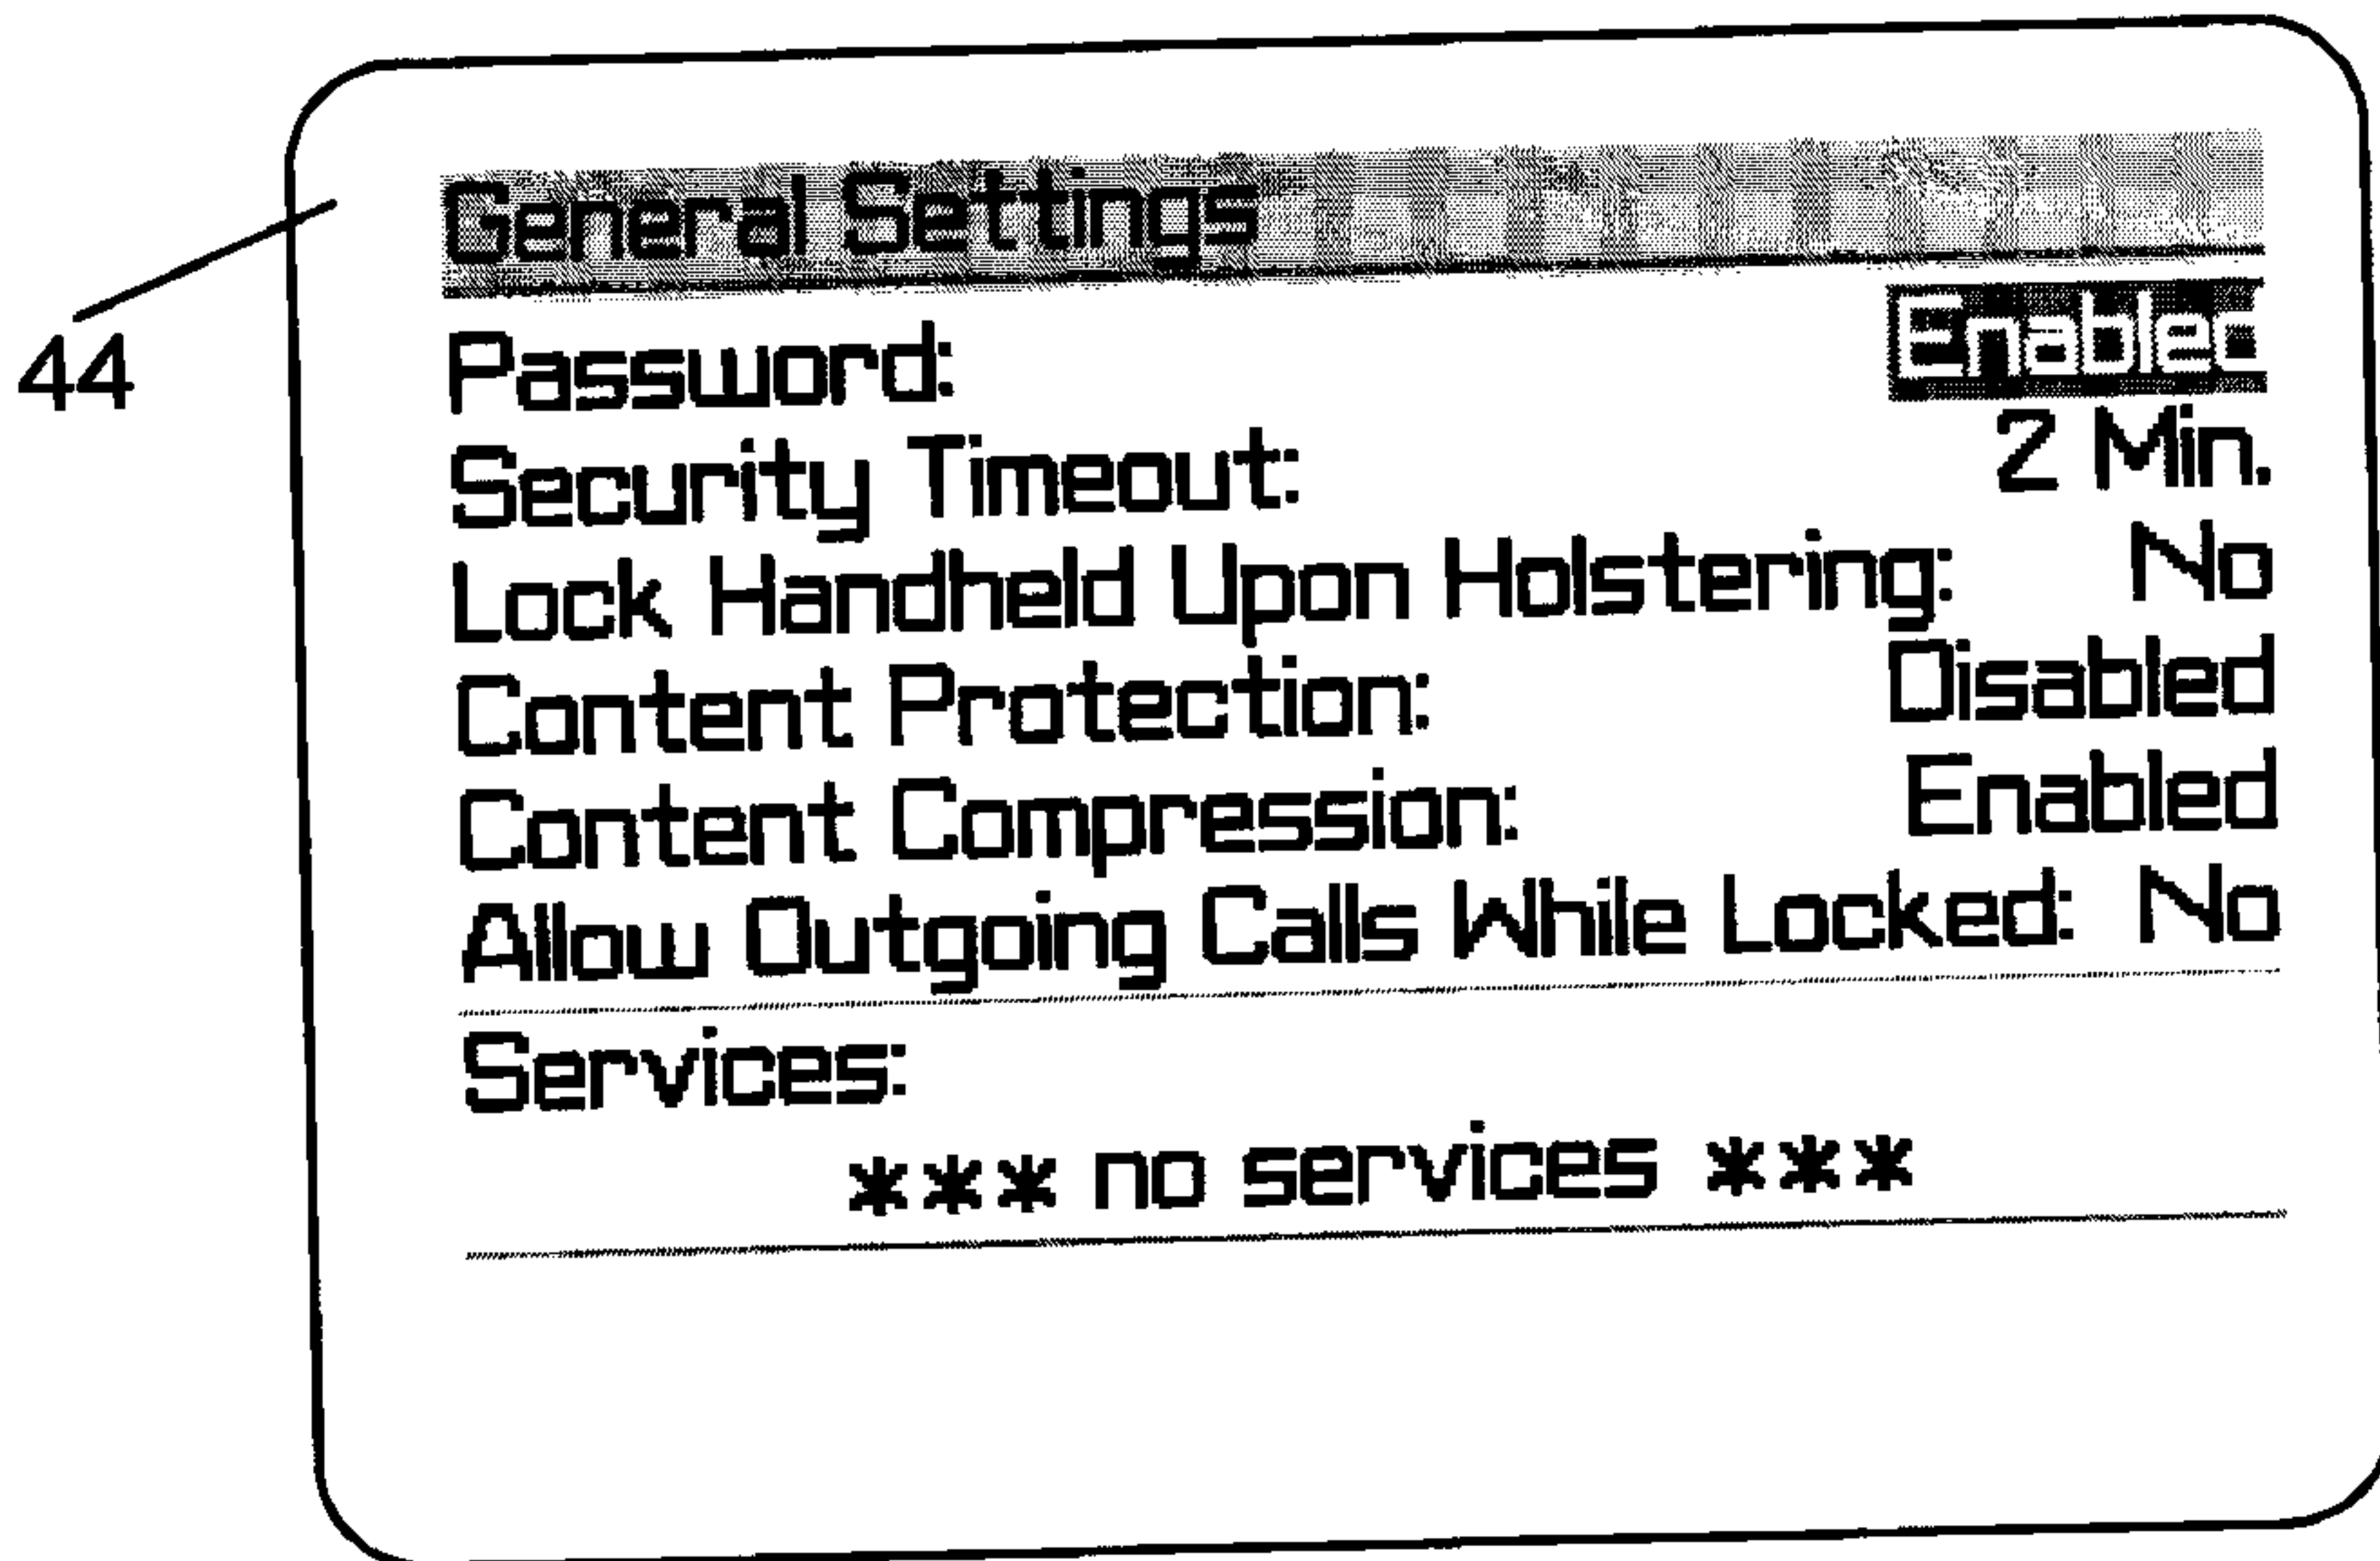 General Settings
44
Password: Enabled
Security Timeout: 2 Min.
Lock Handheld Upon Holstering: No
Content Protection: Disabled
Content Compression: Enabled
Allow Outgoing Calls While Locked: No
Services:
*** no services ***